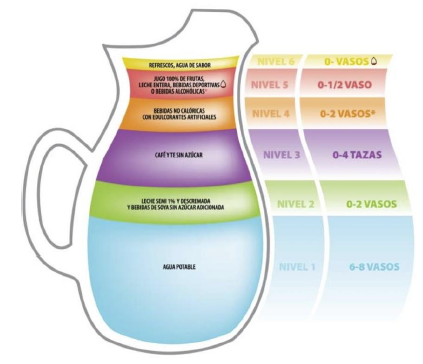 REFRESCOS, AGUA DE SABOR
NIVEL 6
0- VASOS
JUGO 100% DE FRUTAS,
LECHE ENTERA, BEBIDAS DEPORTIVAS
O BEBIDAS ALCOHÓLICAS*
NIVEL 5
0-1/2 VASO
BEBIDAS NO CALÓRICAS
CON EDULCORANTES ARTIFICIALES
NIVEL 4
0-2 VASOS*
CAFÉ Y TE SIN AZÚCAR
NIVEL 3
0-4 TAZAS
LECHE SEMI 1% Y DESCREMADA
Y BEBIDAS DE SOYA SIN AZÚCAR ADICIONADA
NIVEL 2
0-2 VASOS
AGUA POTABLE
NIVEL 1
6-8 VASOS